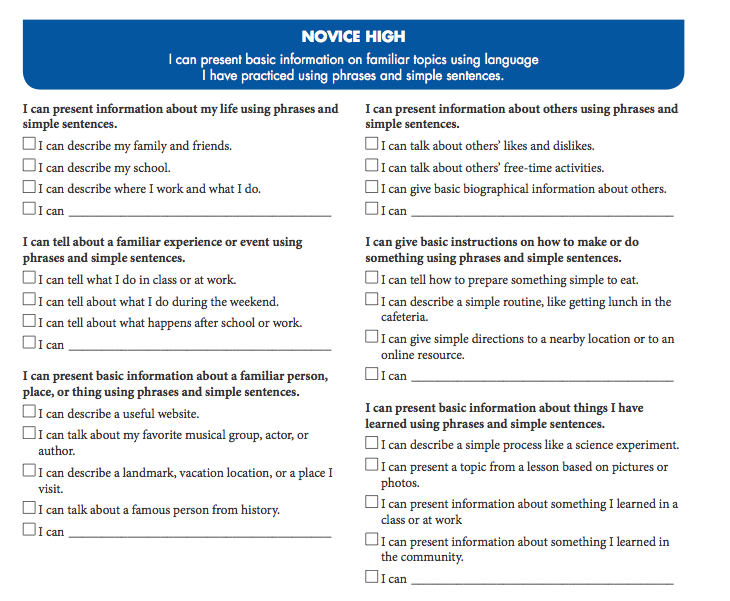 NOVICE HIGH
I can present basic information on familiar topics using language
I have practiced using phrases and simple sentences.
I can present information about my life using phrases and
simple sentences.
I can describe my family and friends.
I can describe my school.
I can describe where I work and what I do.
I can
I can tell about a familiar experience or event using
phrases and simple sentences.
I can tell what I do in class or at work.
I can tell about what I do during the weekend.
I can tell about what happens after school or work.
I can
I can present basic information about a familiar person,
place, or thing using phrases and simple sentences.
I can describe a useful website.
I can talk about my favorite musical group, actor, or
author.
I can describe a landmark, vacation location, or a place I
visit.
I can talk about a famous person from history.
I can
I can present information about others using phrases and
simple sentences.
I can talk about others’ likes and dislikes.
I can talk about others’ free-time activities.
I can give basic biographical information about others.
I can
I can give basic instructions on how to make or do
something using phrases and simple sentences.
I can tell how to prepare something simple to eat.
I can describe a simple routine, like getting lunch in the
cafeteria.
I can give simple directions to a nearby location or to an
online resource.
I can
I can present basic information about things I have
learned using phrases and simple sentences.
I can describe a simple process like a science experiment.
I can present a topic from a lesson based on pictures or
photos.
I can present information about something I learned in a
class or at work
I can present information about something I learned in
the community.
I can